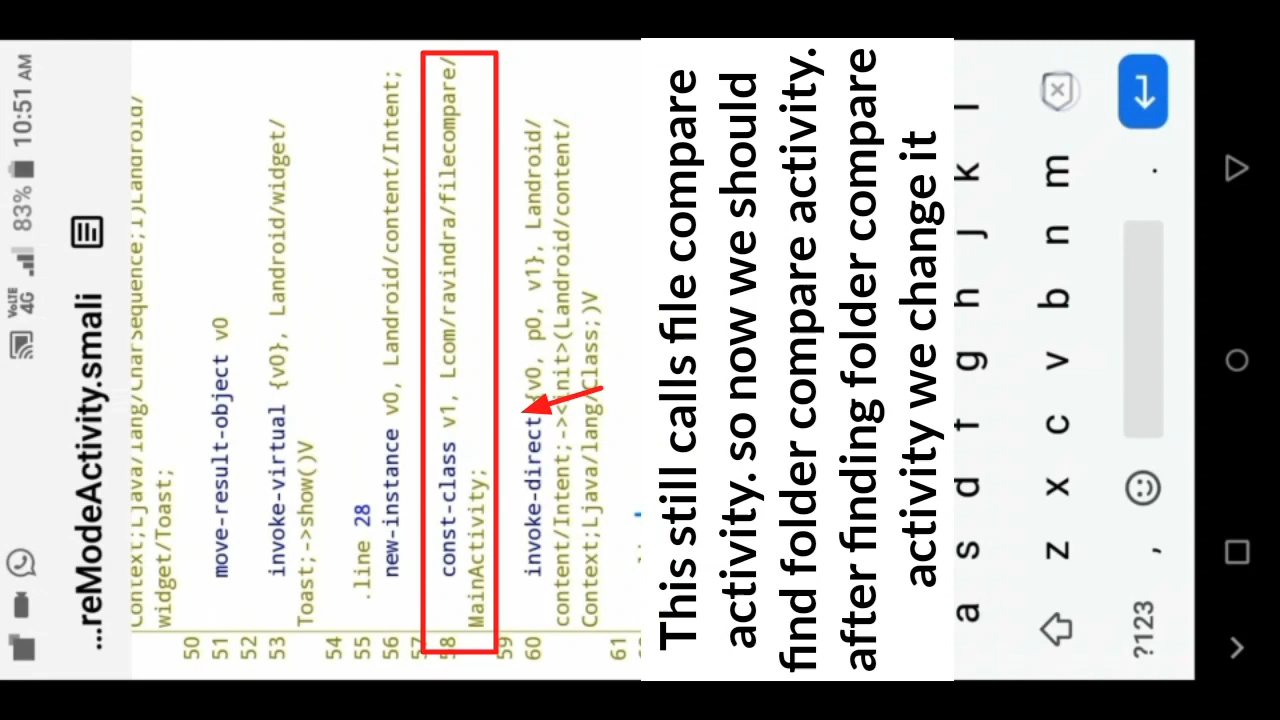 10:51 AM
83%
VoLTE
4G
...reModeActivity.smali
Context;Ljava/lang/CharSequence;I)Landroid/
widget/Toast;
50
51 move-result-object v0
52
53 invoke-virtual {v0}, Landroid/widget/
Toast;->show()V
54
55 .line 28
56 new-instance v0, Landroid/content/Intent;
57
58 const-class v1, Lcom/ravindra/filecompare/
MainActivity;
59
60 invoke-direct {v0, p0, v1}, Landroid/
content/Intent;-><init>(Landroid/content/
Context;Ljava/lang/Class;)V
61
This still calls file compare
activity. so now we should
find folder compare activity.
after finding folder compare
activity we change it
a s d f g h j k l
z x c v b n m
?123 , .